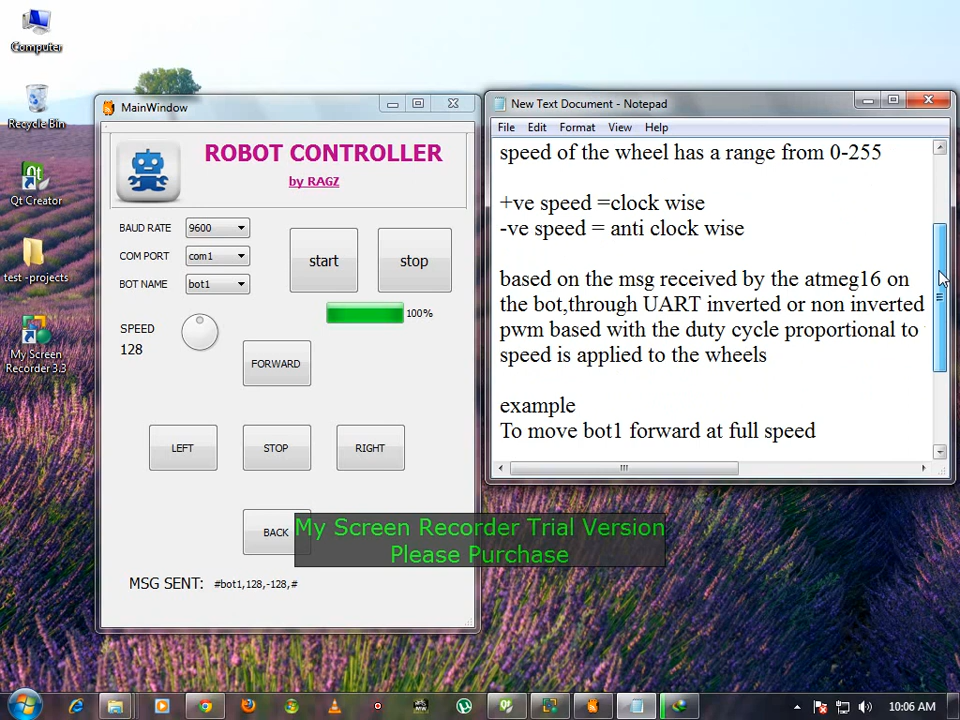 Computer
Recycle Bin
Qt Creator
test -projects
My Screen
Recorder 3.3
MainWindow
ROBOT CONTROLLER
by RAGZ
BAUD RATE 9600
COM PORT com1
BOT NAME bot1
start stop
100%
SPEED
128
FORWARD
LEFT STOP RIGHT
BACK
MSG SENT: #bot1,128,-128,#
New Text Document - Notepad
File Edit Format View Help
speed of the wheel has a range from 0-255
+ve speed =clock wise
-ve speed = anti clock wise
based on the msg received by the atmeg16 on
the bot,through UART inverted or non inverted
pwm based with the duty cycle proportional to
speed is applied to the wheels
example
To move bot1 forward at full speed
My Screen Recorder Trial Version
Please Purchase
10:06 AM